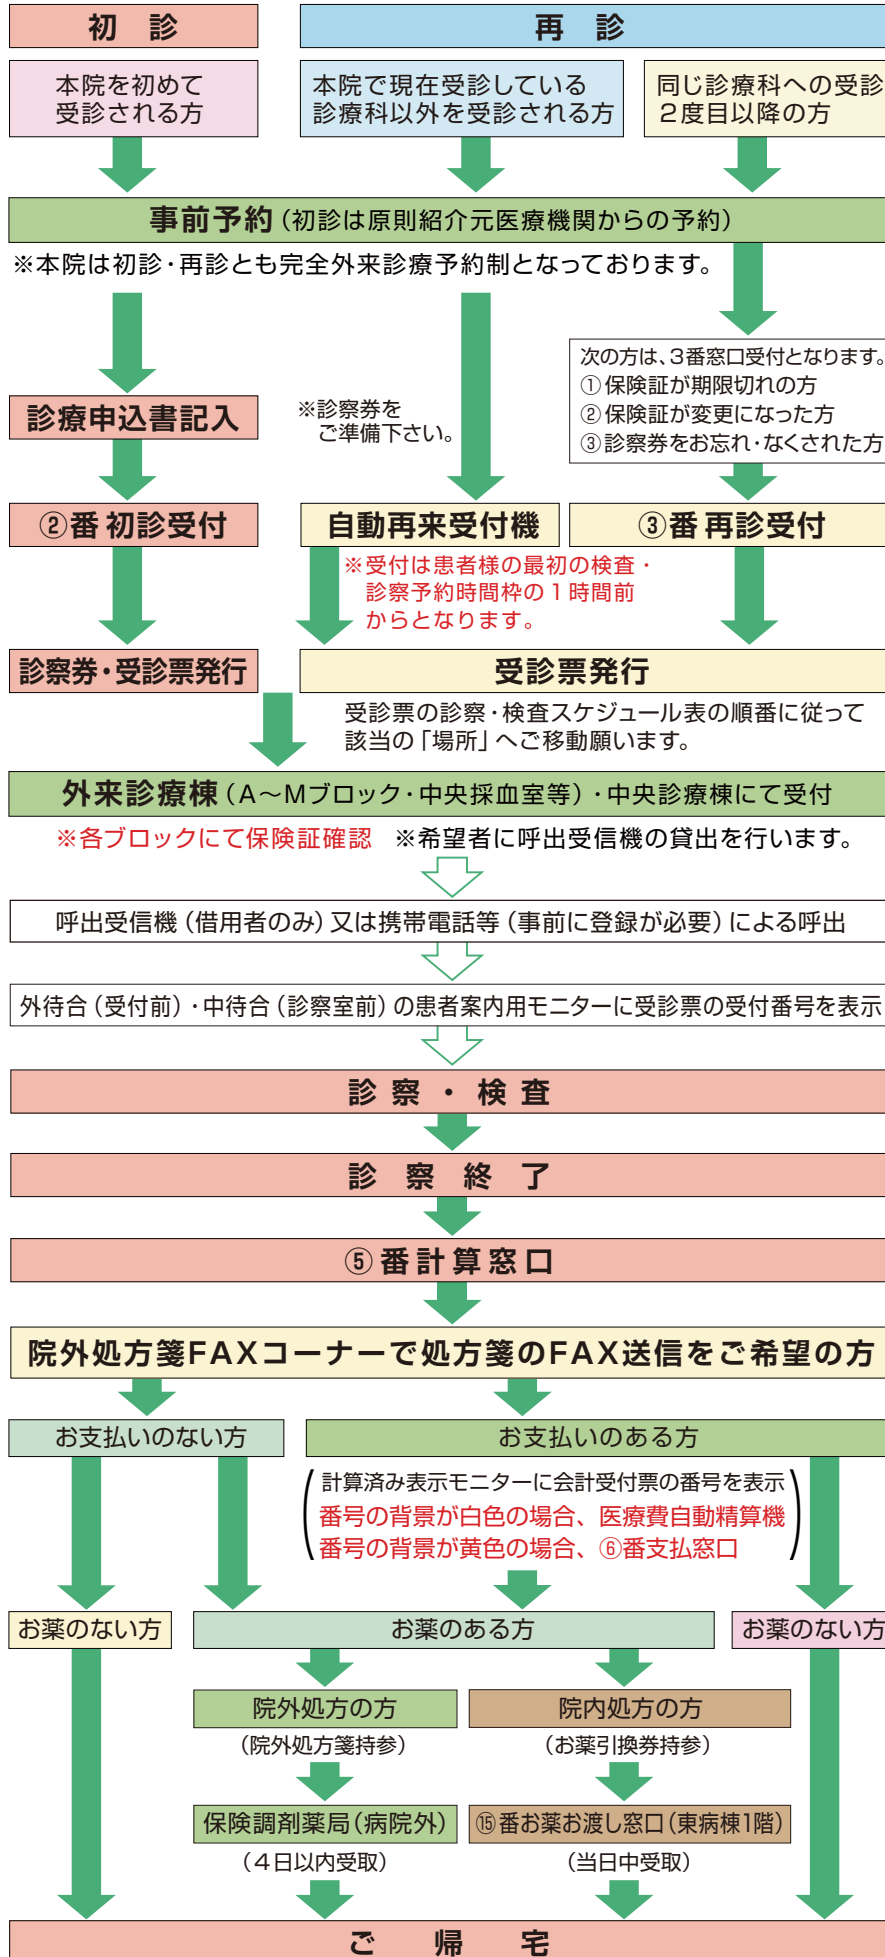 初 診
再 診
本院を初めて
受診される方
本院で現在受診している
診療科以外を受診される方
同じ診療科への受診
2度目以降の方
事前予約（初診は原則紹介元医療機関からの予約）
※本院は初診・再診とも完全外来診療予約制となっております。
次の方は、3番窓口受付となります。
①保険証が期限切れの方
②保険証が変更になった方
③診察券をお忘れ・なくされた方
診療申込書記入
※診察券を
ご準備下さい。
②番 初診受付
自動再来受付機
③番 再診受付
※受付は患者様の最初の検査・
診察予約時間枠の1時間前
からとなります。
診察券・受診票発行
受診票発行
受診票の診察・検査スケジュール表の順番に従って
該当の「場所」へご移動願います。
外来診療棟（A～Mブロック・中央採血室等）・中央診療棟にて受付
※各ブロックにて保険証確認 ※希望者に呼出受信機の貸出を行います。
呼出受信機（借用者のみ）又は携帯電話等（事前に登録が必要）による呼出
外待合（受付前）・中待合（診察室前）の患者案内用モニターに受診票の受付番号を表示
診 察 ・ 検 査
診 察 終 了
⑤番計算窓口
院外処方箋FAXコーナーで処方箋のFAX送信をご希望の方
お支払いのない方
お支払いのある方
計算済み表示モニターに会計受付票の番号を表示
番号の背景が白色の場合、医療費自動精算機
番号の背景が黄色の場合、⑥番支払窓口
お薬のない方
お薬のある方
お薬のない方
院外処方の方
院内処方の方
（院外処方箋持参）
（お薬引換券持参）
保険調剤薬局（病院外）
⑮番お薬お渡し窓口（東病棟1階）
（4日以内受取）
（当日中受取）
ご 帰 宅